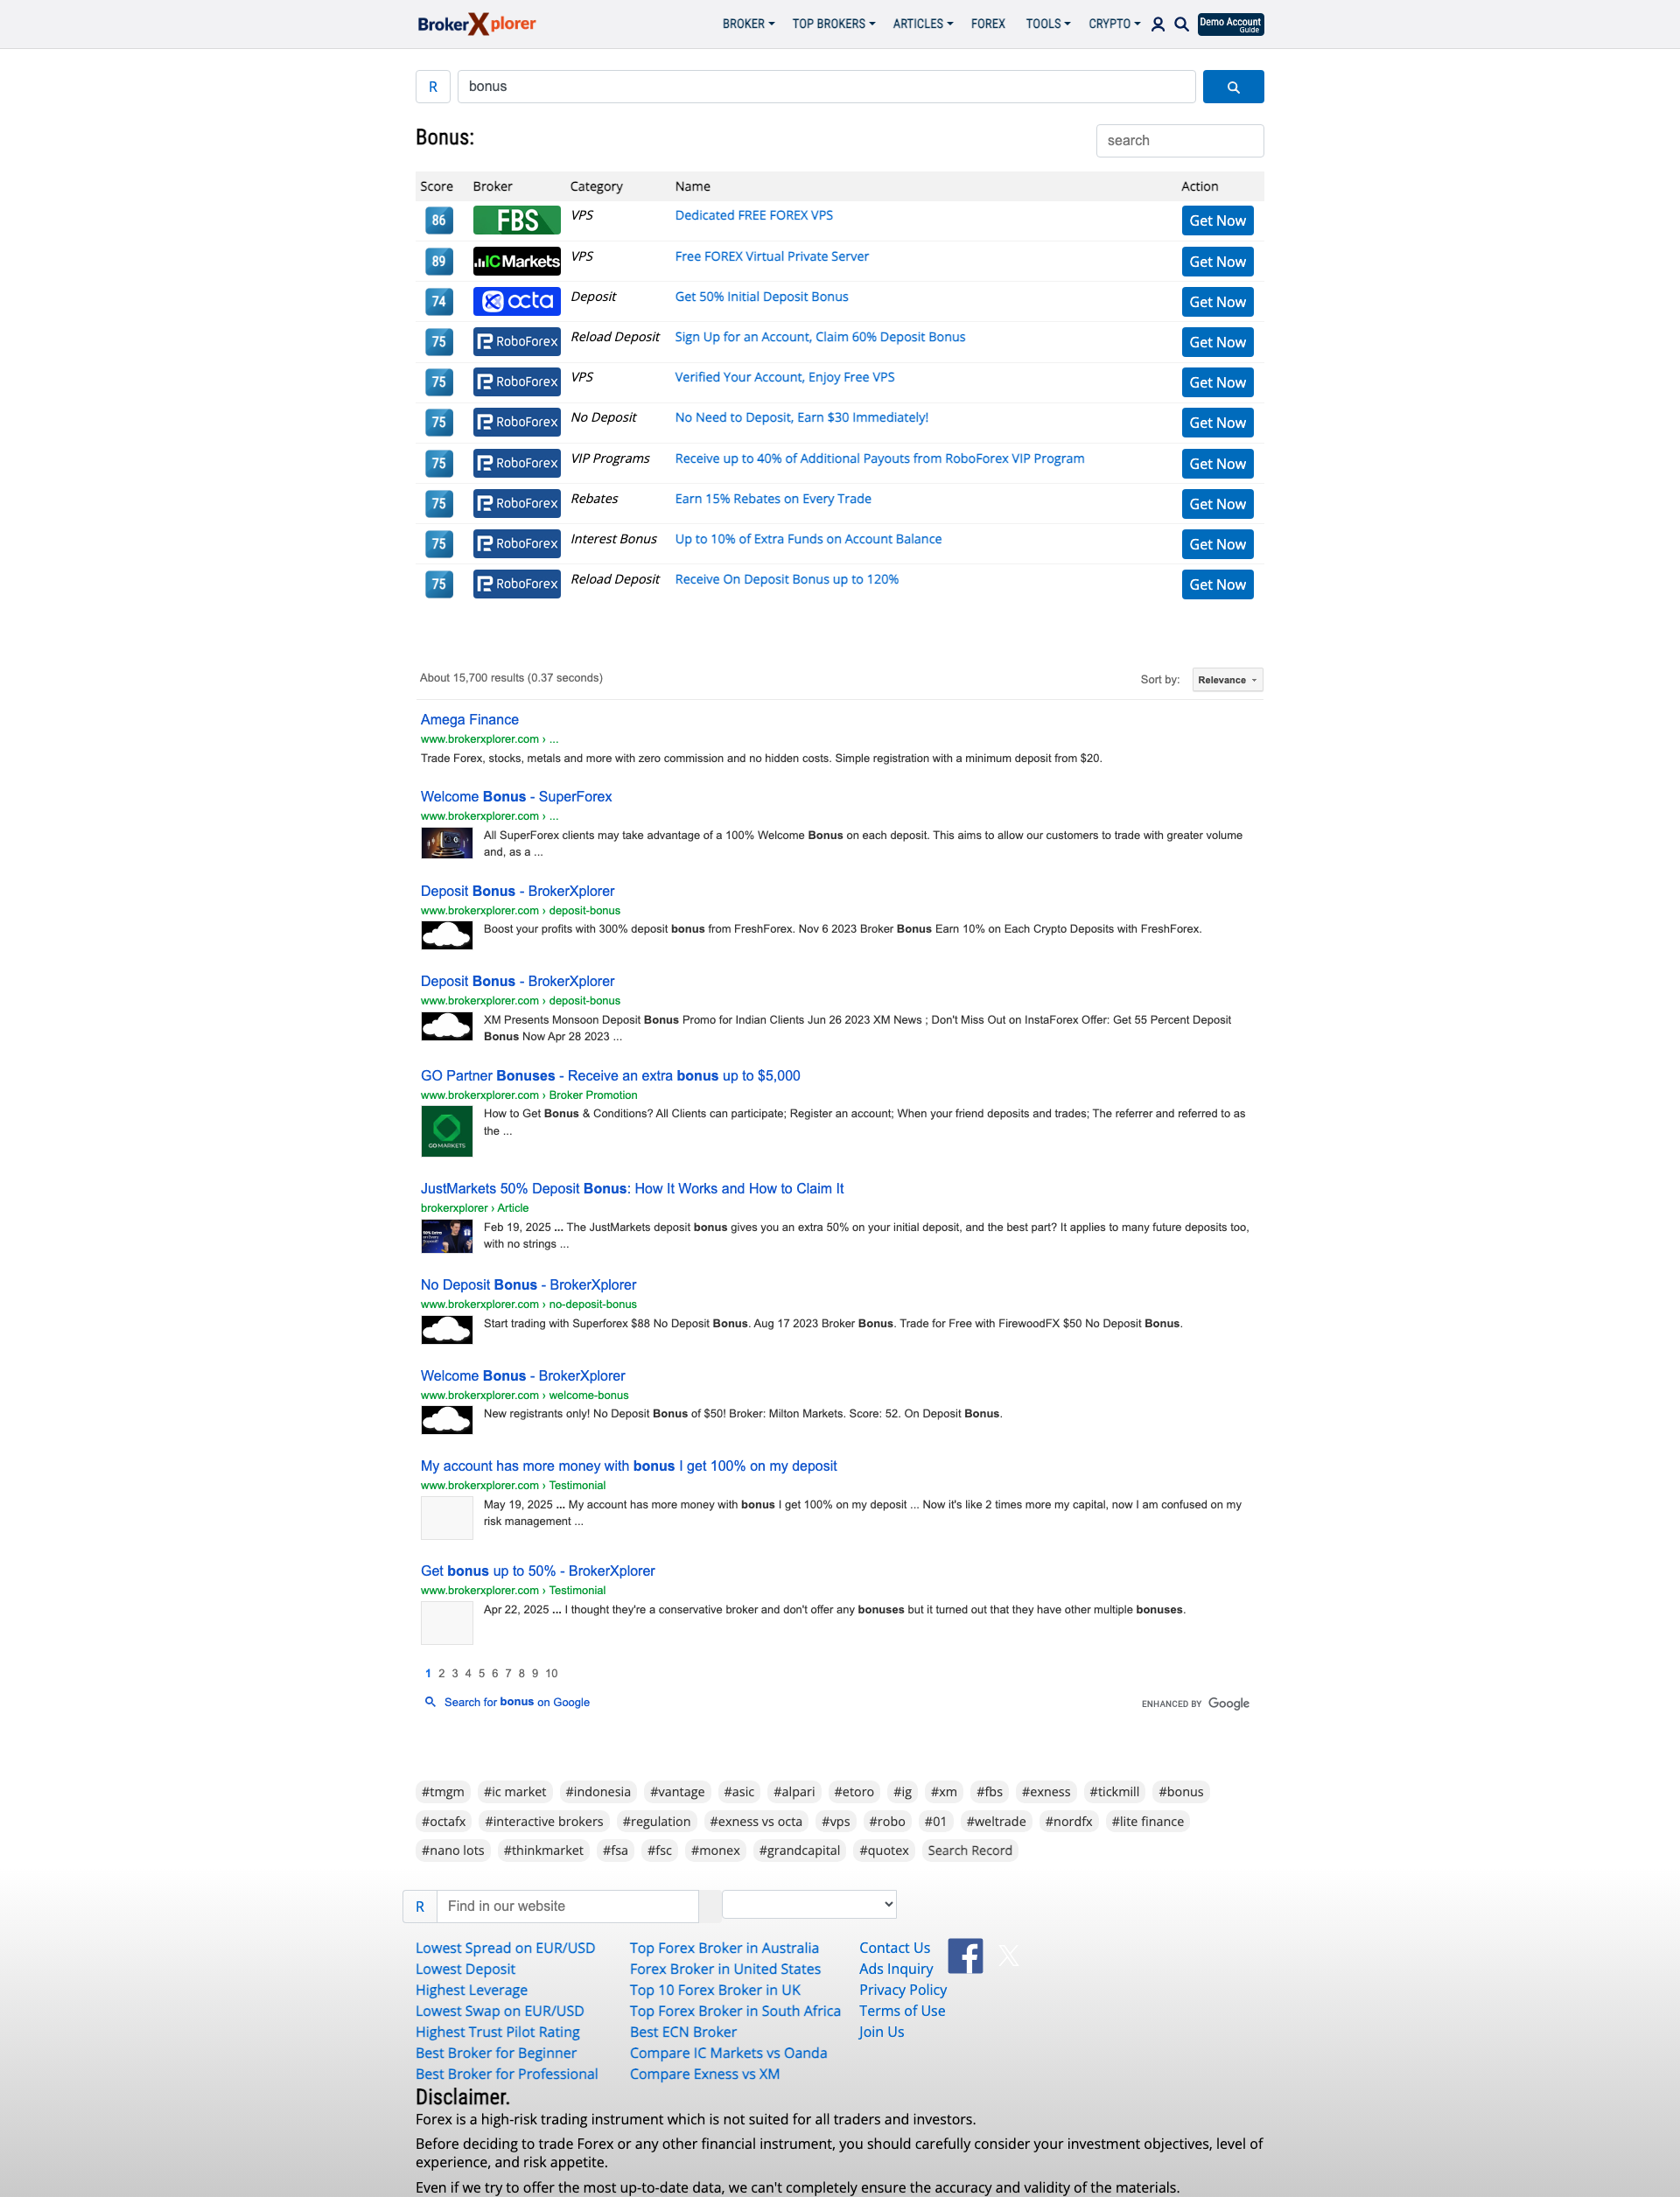 BrokerXplorer
BROKER TOP BROKERS ARTICLES FOREX TOOLS CRYPTO Demo Account Guide
R bonus
Bonus: search
Score Broker Category Name Action
86 FBS VPS Dedicated FREE FOREX VPS Get Now
89 ICMarkets VPS Free FOREX Virtual Private Server Get Now
74 octa Deposit Get 50% Initial Deposit Bonus Get Now
75 RoboForex Reload Deposit Sign Up for an Account, Claim 60% Deposit Bonus Get Now
75 RoboForex VPS Verified Your Account, Enjoy Free VPS Get Now
75 RoboForex No Deposit No Need to Deposit, Earn $30 Immediately! Get Now
75 RoboForex VIP Programs Receive up to 40% of Additional Payouts from RoboForex VIP Program Get Now
75 RoboForex Rebates Earn 15% Rebates on Every Trade Get Now
75 RoboForex Interest Bonus Up to 10% of Extra Funds on Account Balance Get Now
75 RoboForex Reload Deposit Receive On Deposit Bonus up to 120% Get Now
About 15,700 results (0.37 seconds) Sort by: Relevance
Amega Finance
www.brokerxplorer.com › ...
Trade Forex, stocks, metals and more with zero commission and no hidden costs. Simple registration with a minimum deposit from $20.
Welcome Bonus - SuperForex
www.brokerxplorer.com › ...
All SuperForex clients may take advantage of a 100% Welcome Bonus on each deposit. This aims to allow our customers to trade with greater volume
and, as a ...
Deposit Bonus - BrokerXplorer
www.brokerxplorer.com › deposit-bonus
Boost your profits with 300% deposit bonus from FreshForex. Nov 6 2023 Broker Bonus Earn 10% on Each Crypto Deposits with FreshForex.
Deposit Bonus - BrokerXplorer
www.brokerxplorer.com › deposit-bonus
XM Presents Monsoon Deposit Bonus Promo for Indian Clients Jun 26 2023 XM News ; Don't Miss Out on InstaForex Offer: Get 55 Percent Deposit
Bonus Now Apr 28 2023 ...
GO Partner Bonuses - Receive an extra bonus up to $5,000
www.brokerxplorer.com › Broker Promotion
GO MARKETS
How to Get Bonus & Conditions? All Clients can participate; Register an account; When your friend deposits and trades; The referrer and referred to as
the ...
JustMarkets 50% Deposit Bonus: How It Works and How to Claim It
brokerxplorer › Article
Feb 19, 2025 ... The JustMarkets deposit bonus gives you an extra 50% on your initial deposit, and the best part? It applies to many future deposits too,
with no strings ...
No Deposit Bonus - BrokerXplorer
www.brokerxplorer.com › no-deposit-bonus
Start trading with Superforex $88 No Deposit Bonus. Aug 17 2023 Broker Bonus. Trade for Free with FirewoodFX $50 No Deposit Bonus.
Welcome Bonus - BrokerXplorer
www.brokerxplorer.com › welcome-bonus
New registrants only! No Deposit Bonus of $50! Broker: Milton Markets. Score: 52. On Deposit Bonus.
My account has more money with bonus I get 100% on my deposit
www.brokerxplorer.com › Testimonial
May 19, 2025 ... My account has more money with bonus I get 100% on my deposit ... Now it's like 2 times more my capital, now I am confused on my
risk management ...
Get bonus up to 50% - BrokerXplorer
www.brokerxplorer.com › Testimonial
Apr 22, 2025 ... I thought they're a conservative broker and don't offer any bonuses but it turned out that they have other multiple bonuses.
1 2 3 4 5 6 7 8 9 10
Search for bonus on Google ENHANCED BY Google
#tmgm #ic market #indonesia #vantage #asic #alpari #etoro #ig #xm #fbs #exness #tickmill #bonus
#octafx #interactive brokers #regulation #exness vs octa #vps #robo #01 #weltrade #nordfx #lite finance
#nano lots #thinkmarket #fsa #fsc #monex #grandcapital #quotex Search Record
R Find in our website
Lowest Spread on EUR/USD Top Forex Broker in Australia Contact Us
Lowest Deposit Forex Broker in United States Ads Inquiry
Highest Leverage Top 10 Forex Broker in UK Privacy Policy
Lowest Swap on EUR/USD Top Forex Broker in South Africa Terms of Use
Highest Trust Pilot Rating Best ECN Broker Join Us
Best Broker for Beginner Compare IC Markets vs Oanda
Best Broker for Professional Compare Exness vs XM
Disclaimer.
Forex is a high-risk trading instrument which is not suited for all traders and investors.
Before deciding to trade Forex or any other financial instrument, you should carefully consider your investment objectives, level of
experience, and risk appetite.
Even if we try to offer the most up-to-date data, we can't completely ensure the accuracy and validity of the materials.